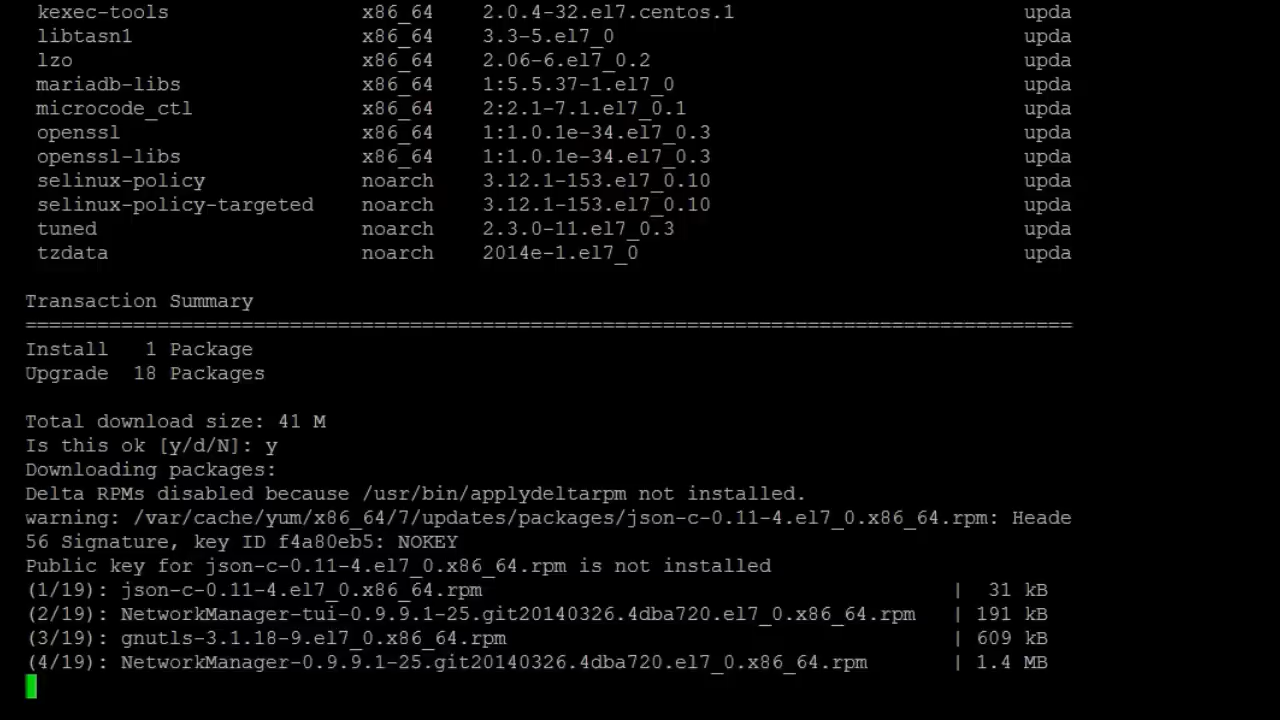 kexec-tools x86_64 2.0.4-32.el7.centos.1 upda
libtasn1 x86_64 3.3-5.el7_0 upda
lzo x86_64 2.06-6.el7_0.2 upda
mariadb-libs x86_64 1:5.5.37-1.el7_0 upda
microcode_ctl x86_64 2:2.1-7.1.el7_0.1 upda
openssl x86_64 1:1.0.1e-34.el7_0.3 upda
openssl-libs x86_64 1:1.0.1e-34.el7_0.3 upda
selinux-policy noarch 3.12.1-153.el7_0.10 upda
selinux-policy-targeted noarch 3.12.1-153.el7_0.10 upda
tuned noarch 2.3.0-11.el7_0.3 upda
tzdata noarch 2014e-1.el7_0 upda
Transaction Summary
========================================================================================
Install 1 Package
Upgrade 18 Packages
Total download size: 41 M
Is this ok [y/d/N]: y
Downloading packages:
Delta RPMs disabled because /usr/bin/applydeltarpm not installed.
warning: /var/cache/yum/x86_64/7/updates/packages/json-c-0.11-4.el7_0.x86_64.rpm: Heade
56 Signature, key ID f4a80eb5: NOKEY
Public key for json-c-0.11-4.el7_0.x86_64.rpm is not installed
(1/19): json-c-0.11-4.el7_0.x86_64.rpm | 31 kB
(2/19): NetworkManager-tui-0.9.9.1-25.git20140326.4dba720.el7_0.x86_64.rpm | 191 kB
(3/19): gnutls-3.1.18-9.el7_0.x86_64.rpm | 609 kB
(4/19): NetworkManager-0.9.9.1-25.git20140326.4dba720.el7_0.x86_64.rpm | 1.4 MB